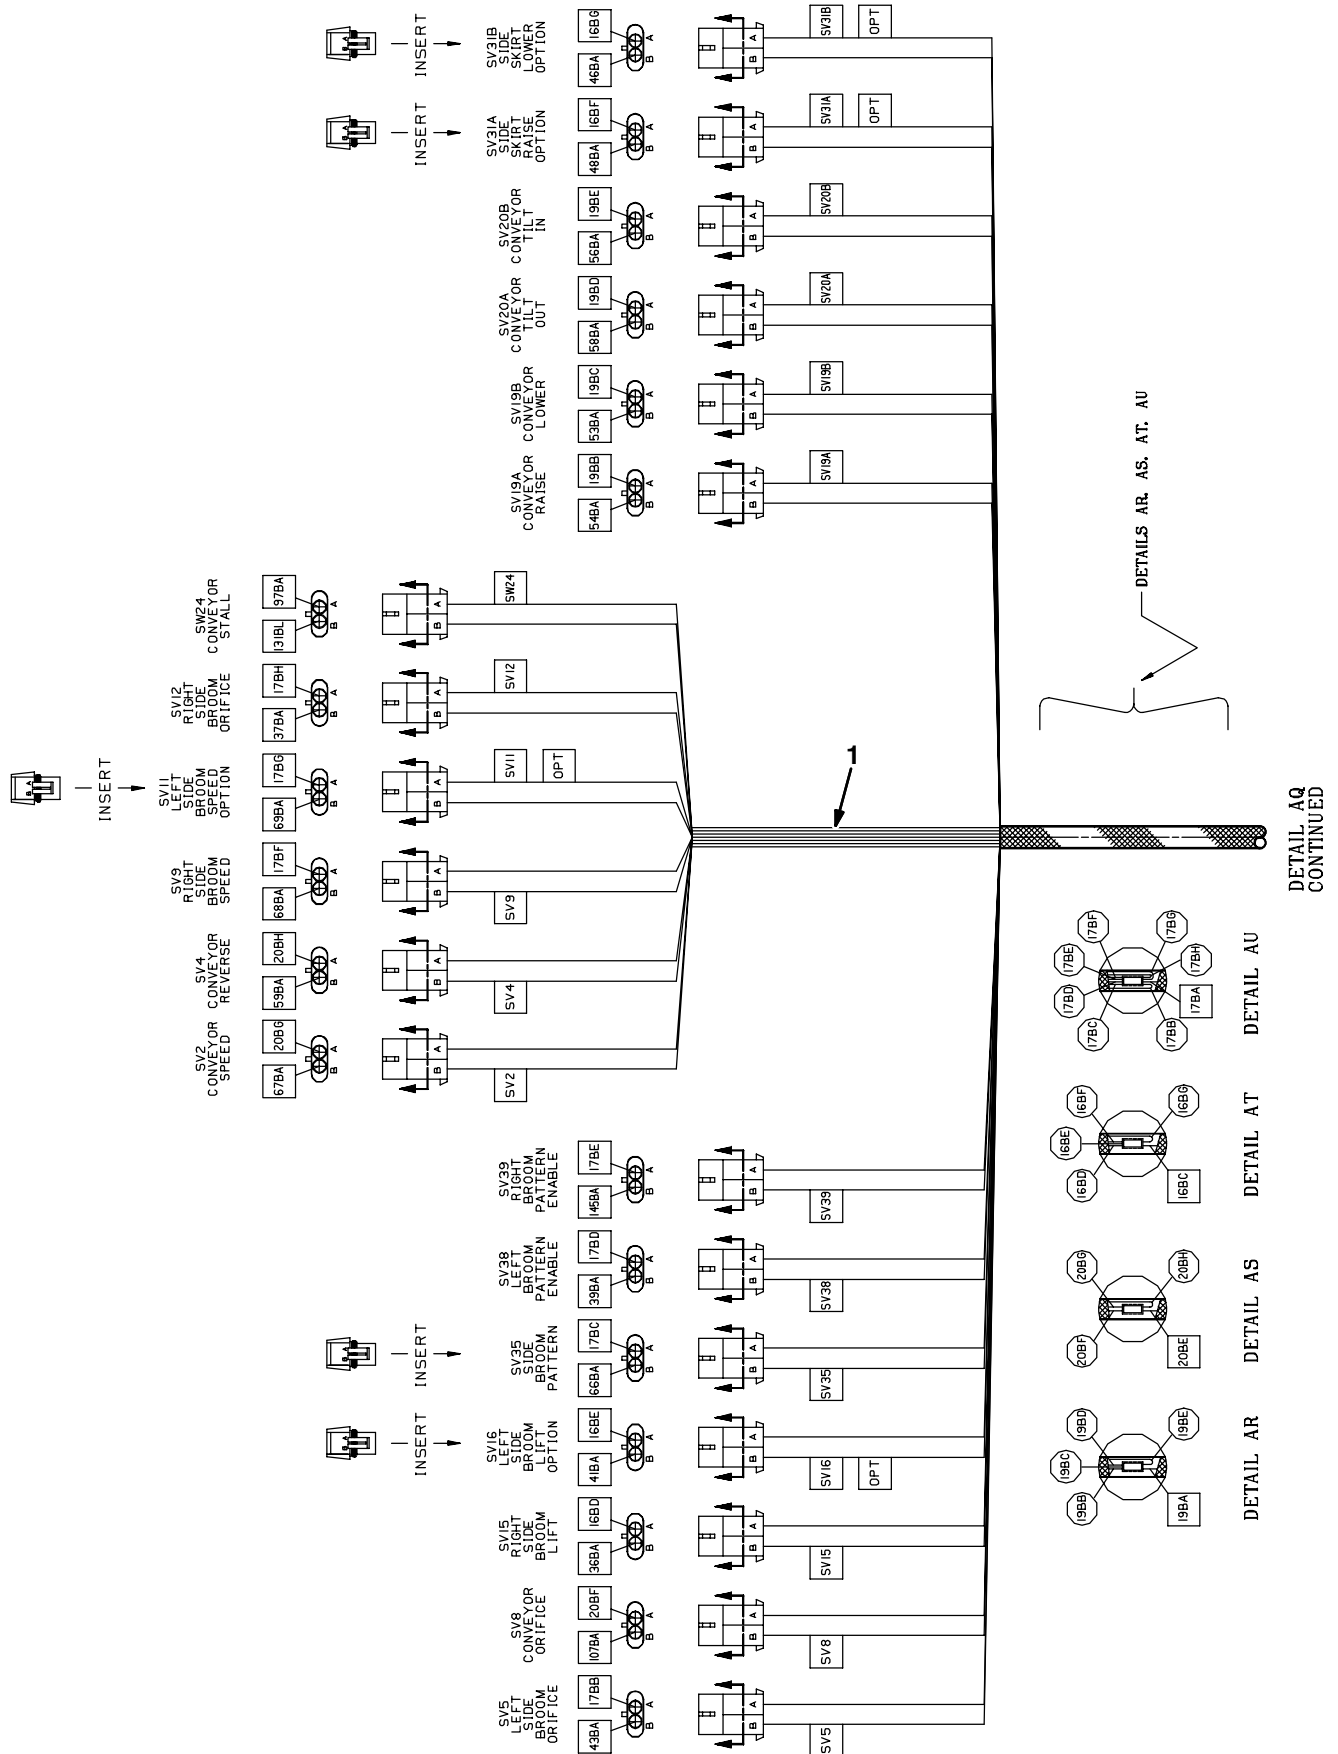 INSERT
SV31B
SIDE
SKIRT
LOWER
OPTION
46BA
16BG
B
A
B
A
SV31B
OPT
INSERT
SV31A
SIDE
SKIRT
RAISE
OPTION
48BA
16BF
B
A
B
A
SV31A
OPT
SV20B
CONVEYOR
TILT
IN
56BA
19BE
B
A
B
A
SV20B
SV20A
CONVEYOR
TILT
OUT
58BA
19BD
B
A
B
A
SV20A
SV19B
CONVEYOR
LOWER
53BA
19BC
B
A
B
A
SV19B
SV19A
CONVEYOR
RAISE
54BA
19BB
B
A
B
A
SV19A
SW24
CONVEYOR
STALL
131BL
97BA
B
A
B
A
SW24
SV12
RIGHT
SIDE
BROOM
ORIFICE
37BA
17BH
B
A
B
A
SV12
INSERT
SV11
LEFT
SIDE
BROOM
SPEED
OPTION
69BA
17BG
B
A
B
A
SV11
OPT
SV9
RIGHT
SIDE
BROOM
SPEED
68BA
17BF
B
A
B
A
SV9
SV4
CONVEYOR
REVERSE
59BA
20BH
B
A
B
A
SV4
SV2
CONVEYOR
SPEED
67BA
20BG
B
A
B
A
SV2
SV39
RIGHT
BROOM
PATTERN
ENABLE
145BA
17BE
B
A
B
A
SV39
SV38
LEFT
BROOM
PATTERN
ENABLE
39BA
17BD
B
A
B
A
SV38
INSERT
SV35
SIDE
BROOM
PATTERN
66BA
17BC
B
A
B
A
SV35
INSERT
SV16
LEFT
SIDE
BROOM
LIFT
OPTION
41BA
16BE
B
A
B
A
SV16
OPT
SV15
RIGHT
SIDE
BROOM
LIFT
36BA
16BD
B
A
B
A
SV15
SV8
CONVEYOR
ORIFICE
107BA
20BF
B
A
B
A
SV8
SV5
LEFT
SIDE
BROOM
ORIFICE
43BA
17BB
B
A
B
A
SV5
1
DETAILS AR. AS. AT. AU
DETAIL AQ
CONTINUED
17BC
17BD
17BE
17BF
17BB
17BA
17BH
17BG
DETAIL AU
16BD
16BE
16BF
16BC
16BG
DETAIL AT
20BF
20BG
20BE
20BH
DETAIL AS
19BB
19BC
19BD
19BA
19BE
DETAIL AR